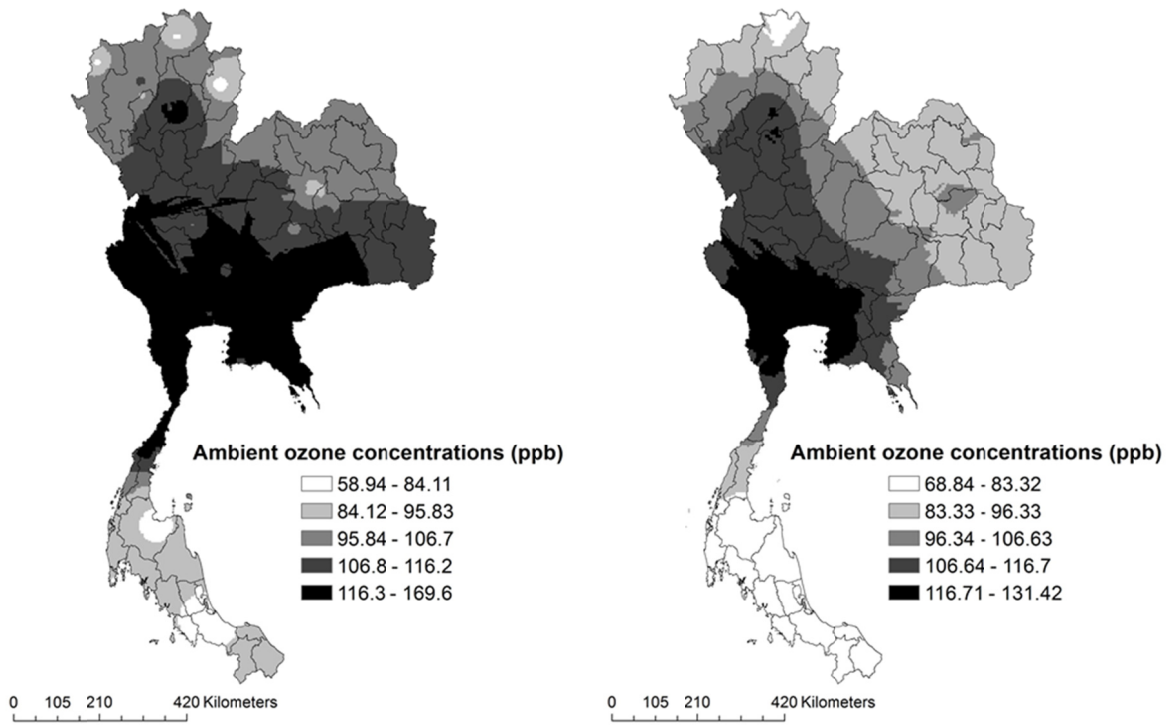 Ambient ozone concentrations (ppb)
58.94 - 84.11
84.12 - 95.83
95.84 - 106.7
106.8 - 116.2
116.3 - 169.6
0 105 210 420 Kilometers
Ambient ozone concentrations (ppb)
68.84 - 83.32
83.33 - 96.33
96.34 - 106.63
106.64 - 116.7
116.71 - 131.42
0 105 210 420 Kilometers